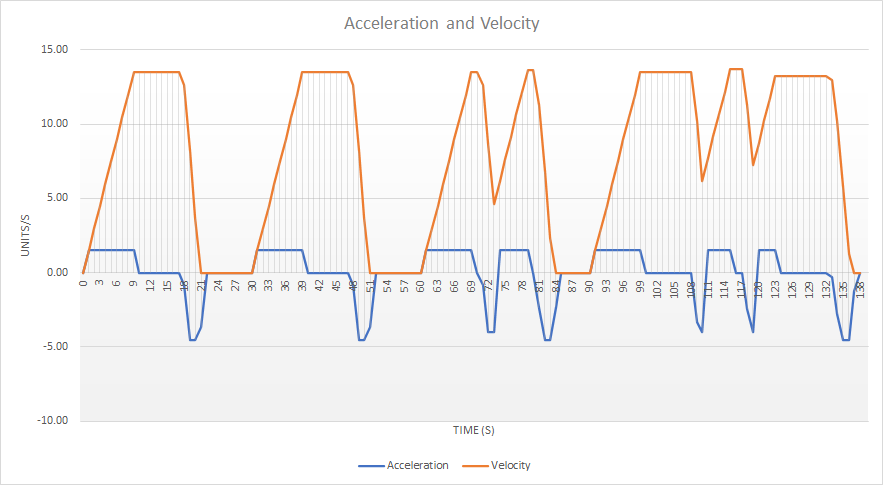 Acceleration and Velocity
15.00
10.00
5.00
0.00
-5.00
-10.00
UNITS/S
0 3 6 9 12 15 18 21 24 27 30 33 36 39 42 45 48 51 54 57 60 63 66 69 72 75 78 81 84 87 90 93 96 99 102 105 108 111 114 117 120 123 126 129 132 135 138
TIME (S)
Acceleration Velocity